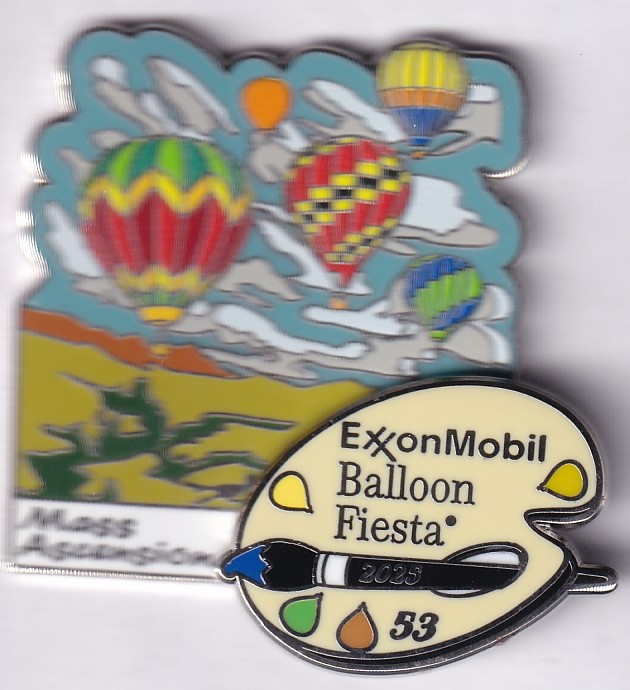 Mass
Ascension
ExxonMobil
Balloon
Fiesta®
2025
53